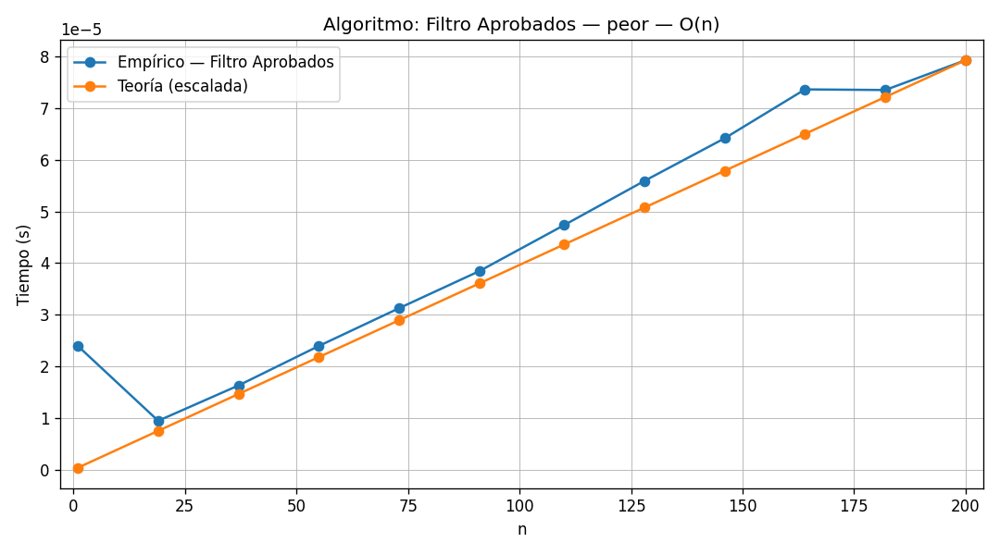 Algoritmo: Filtro Aprobados — peor — O(n)
1e−5
Empírico — Filtro Aprobados
Teoría (escalada)
8
7
6
5
4
3
2
1
0
Tiempo (s)
0 25 50 75 100 125 150 175 200
n